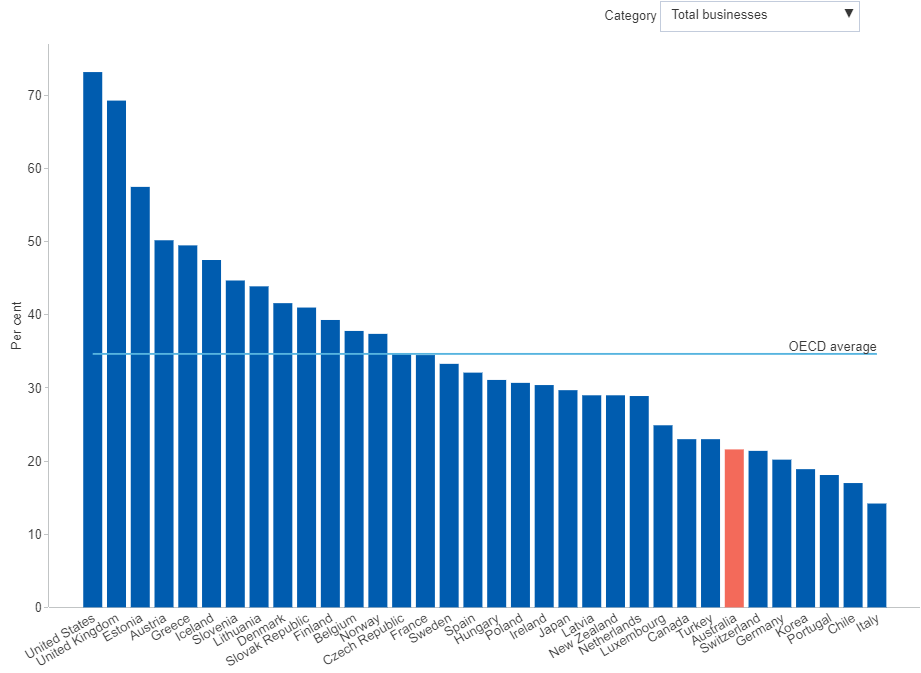 Category
Total businesses
Per cent
70
60
50
40
30
20
10
0
OECD average
United States
United Kingdom
Estonia
Austria
Greece
Iceland
Slovenia
Lithuania
Denmark
Slovak Republic
Finland
Belgium
Norway
Czech Republic
France
Sweden
Spain
Hungary
Poland
Ireland
Japan
Latvia
New Zealand
Netherlands
Luxembourg
Canada
Turkey
Australia
Switzerland
Germany
Korea
Portugal
Chile
Italy